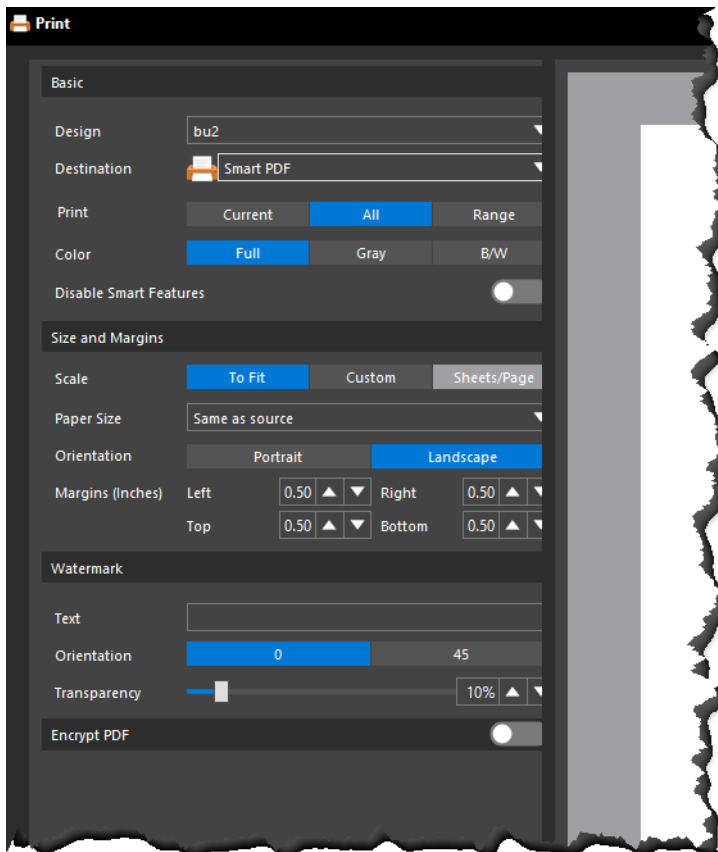 Print
Basic
Design bu2
Destination Smart PDF
Print Current All Range
Color Full Gray B/W
Disable Smart Features
Size and Margins
Scale To Fit Custom Sheets/Page
Paper Size Same as source
Orientation Portrait Landscape
Margins (Inches) Left 0.50 Right 0.50
Top 0.50 Bottom 0.50
Watermark
Text
Orientation 0 45
Transparency 10%
Encrypt PDF